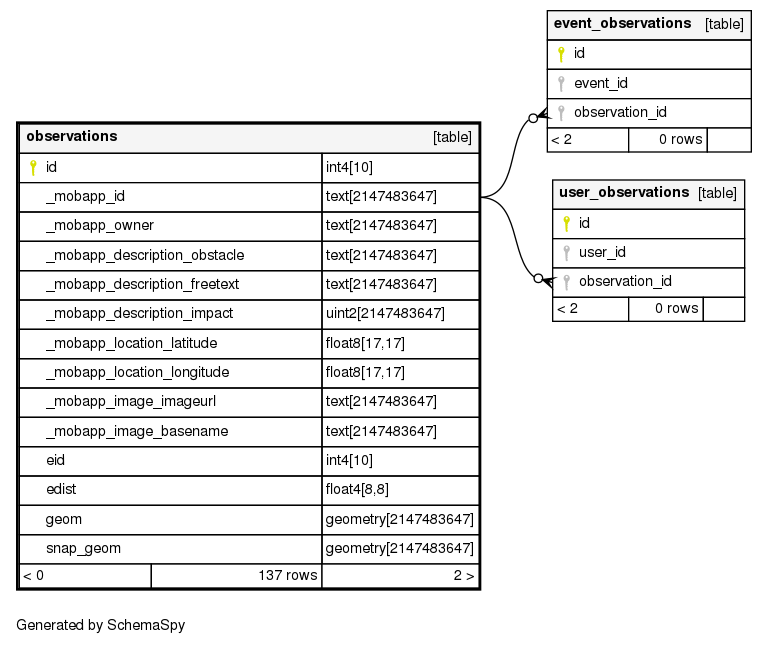 event_observations [table]
id
event_id
observation_id
< 2 0 rows
observations [table]
id int4[10]
_mobapp_id text[2147483647]
_mobapp_owner text[2147483647]
_mobapp_description_obstacle text[2147483647]
_mobapp_description_freetext text[2147483647]
_mobapp_description_impact uint2[2147483647]
_mobapp_location_latitude float8[17,17]
_mobapp_location_longitude float8[17,17]
_mobapp_image_imageurl text[2147483647]
_mobapp_image_basename text[2147483647]
eid int4[10]
edist float4[8,8]
geom geometry[2147483647]
snap_geom geometry[2147483647]
< 0 137 rows 2 >
user_observations [table]
id
user_id
observation_id
< 2 0 rows
Generated by SchemaSpy